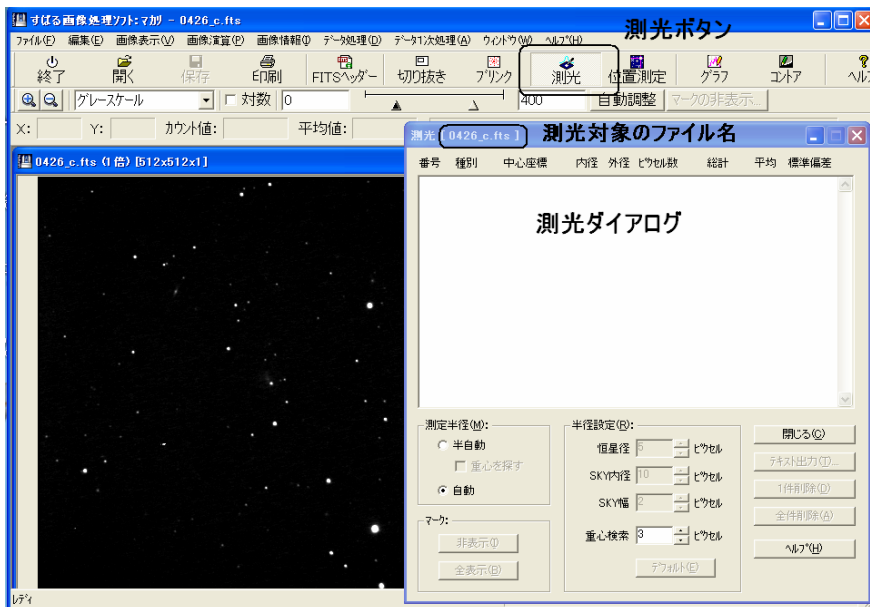 すばる画像処理ソフト:マカリ - 0426_c.fts
測光ボタン
ファイル(F) 編集(E) 画像表示(V) 画像演算(P) 画像情報(I) データ処理(D) データ1次処理(A) ウィンドウ(W) ヘルプ(H)
終了 開く 保存 印刷 FITSヘッダー 切り抜き ブリンク 測光 位置測定 グラフ コントア ヘル
グレースケール 対数 0 400 自動調整 マークの非表示...
X: Y: カウント値: 平均値:
測光 [ 0426_c.fts ] 測光対象のファイル名
0426_c.fts (1 倍) [512x512x1]
番号 種別 中心座標 内径 外径 ピクセル数 総計 平均 標準偏差
測光ダイアログ
測定半径(M):
半自動
重心を探す
自動
マーク:
非表示(I)
全表示(B)
半径設定(R):
恒星径 5 ピクセル
SKY内径 10 ピクセル
SKY幅 2 ピクセル
重心検索 3 ピクセル
デフォルト(E)
閉じる(C)
テキスト出力(T)...
1件削除(D)
全件削除(A)
ヘルプ(H)
レディ